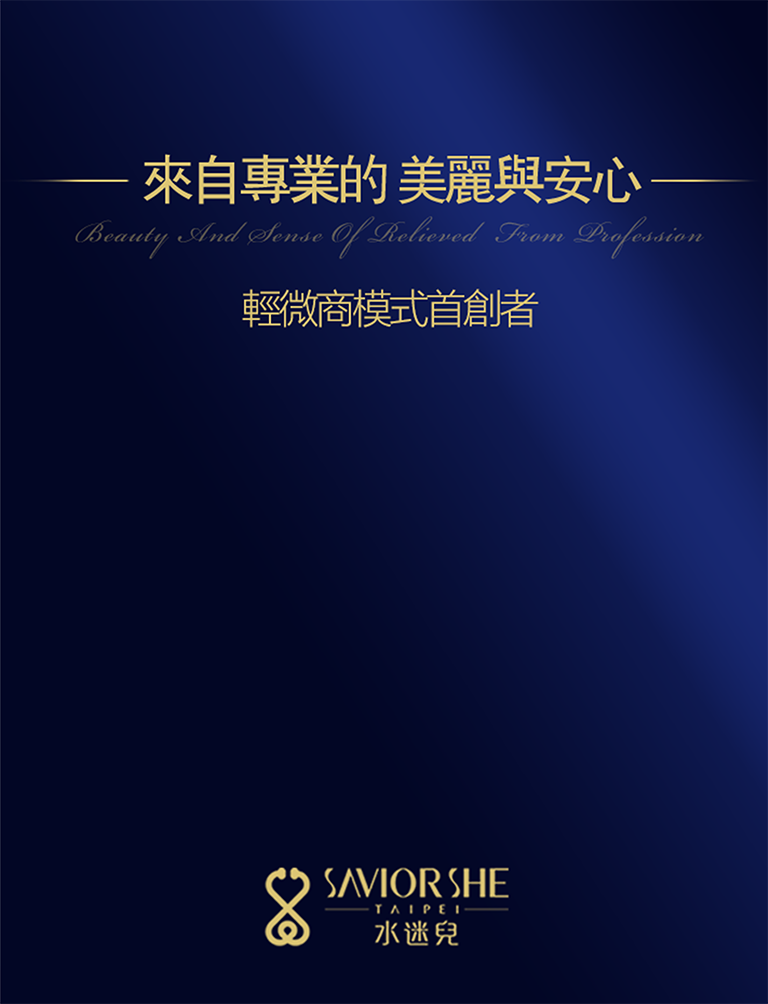 來自專業的 美麗與安心
Beauty And Sense Of Relieved From Profession
輕微商模式首創者
SAVIOR SHE
TAIPEI
水迷兒